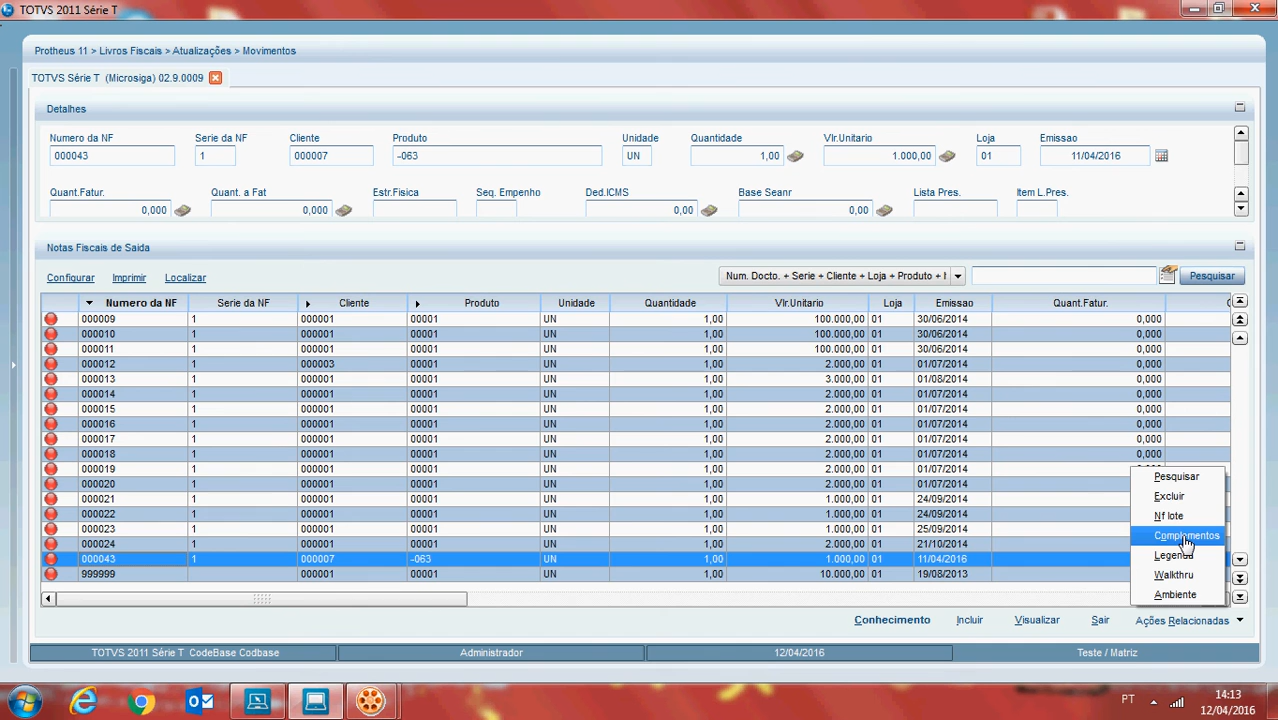 TOTVS 2011 Série T
Protheus 11 > Livros Fiscais > Atualizações > Movimentos
TOTVS Série T (Microsiga) 02.9.0009
Detalhes
Numero da NF Serie da NF Cliente Produto Unidade Quantidade Vlr.Unitario Loja Emissao
000043 1 000007 -063 UN 1,00 1.000,00 01 11/04/2016
Quant.Fatur. Quant. a Fat Estr.Fisica Seq. Empenho Ded.ICMS Base Seanr Lista Pres. Item L.Pres.
0,000 0,000 0,00 0,00
Notas Fiscais de Saida
Configurar Imprimir Localizar Num. Docto. + Serie + Cliente + Loja + Produto + I Pesquisar
Numero da NF Serie da NF Cliente Produto Unidade Quantidade Vlr.Unitario Loja Emissao Quant.Fatur.
000009 1 000001 00001 UN 1,00 100.000,00 01 30/06/2014 0,000
000010 1 000001 00001 UN 1,00 100.000,00 01 30/06/2014 0,000
000011 1 000001 00001 UN 1,00 100.000,00 01 30/06/2014 0,000
000012 1 000003 00001 UN 1,00 2.000,00 01 01/07/2014 0,000
000013 1 000001 00001 UN 1,00 3.000,00 01 01/08/2014 0,000
000014 1 000001 00001 UN 1,00 2.000,00 01 01/07/2014 0,000
000015 1 000001 00001 UN 1,00 2.000,00 01 01/07/2014 0,000
000016 1 000001 00001 UN 1,00 2.000,00 01 01/07/2014 0,000
000017 1 000001 00001 UN 1,00 2.000,00 01 01/07/2014 0,000
000018 1 000001 00001 UN 1,00 2.000,00 01 01/07/2014 0,000
000019 1 000001 00001 UN 1,00 2.000,00 01 01/07/2014
000020 1 000001 00001 UN 1,00 2.000,00 01 01/07/2014
000021 1 000001 00001 UN 1,00 1.000,00 01 24/09/2014
000022 1 000001 00001 UN 1,00 1.000,00 01 24/09/2014
000023 1 000001 00001 UN 1,00 1.000,00 01 25/09/2014
000024 1 000001 00001 UN 1,00 2.000,00 01 21/10/2014
000043 1 000007 -063 UN 1,00 1.000,00 01 11/04/2016
999999 000001 00001 UN 1,00 10.000,00 01 19/08/2013
Pesquisar
Excluir
Nf lote
Complementos
Legenda
Walkthru
Ambiente
Conhecimento Incluir Visualizar Sair Ações Relacionadas
TOTVS 2011 Série T CodeBase Codbase Administrador 12/04/2016 Teste / Matriz
PT 14:13
12/04/2016